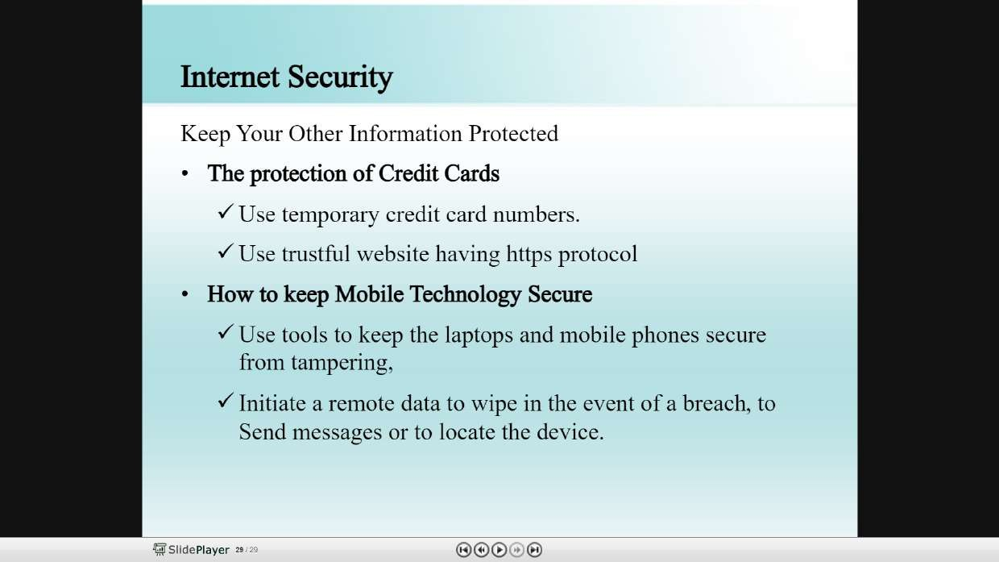 Internet Security
Keep Your Other Information Protected
• The protection of Credit Cards
✓ Use temporary credit card numbers.
✓ Use trustful website having https protocol
• How to keep Mobile Technology Secure
✓ Use tools to keep the laptops and mobile phones secure
from tampering,
✓ Initiate a remote data to wipe in the event of a breach, to
Send messages or to locate the device.
SlidePlayer 29 / 29